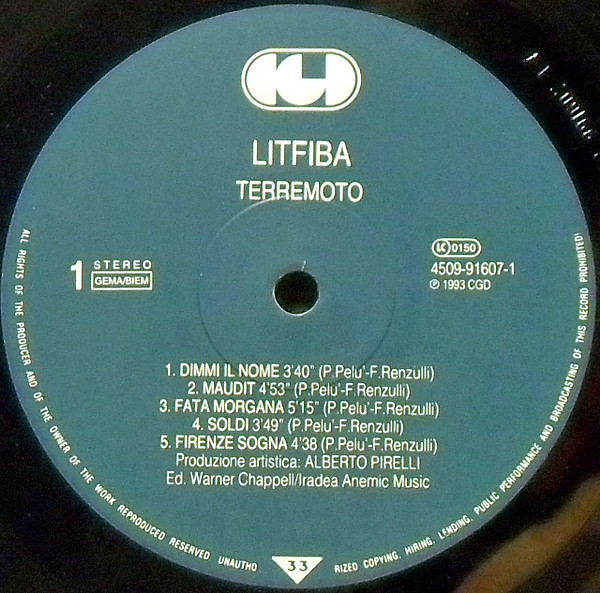 CGD
LITFIBA
TERREMOTO
1
STEREO
GEMA/BIEM
LC 0150
4509-91607-1
℗ 1993 CGD
1. DIMMI IL NOME 3'40" (P.Pelu'-F.Renzulli)
2. MAUDIT 4'53" (P.Pelu'-F.Renzulli)
3. FATA MORGANA 5'15" (P.Pelu'-F.Renzulli)
4. SOLDI 3'49" (P.Pelu'-F.Renzulli)
5. FIRENZE SOGNA 4'38 (P.Pelu'-F.Renzulli)
Produzione artistica: ALBERTO PIRELLI
Ed. Warner Chappell/Iradea Anemic Music
ALL RIGHTS OF THE PRODUCER AND OF THE OWNER OF THE WORK REPRODUCED RESERVED UNAUTHO
33
RIZED COPYING, HIRING, LENDING, PUBLIC PERFORMANCE AND BROADCASTING OF THIS RECORD PROHIBITED!